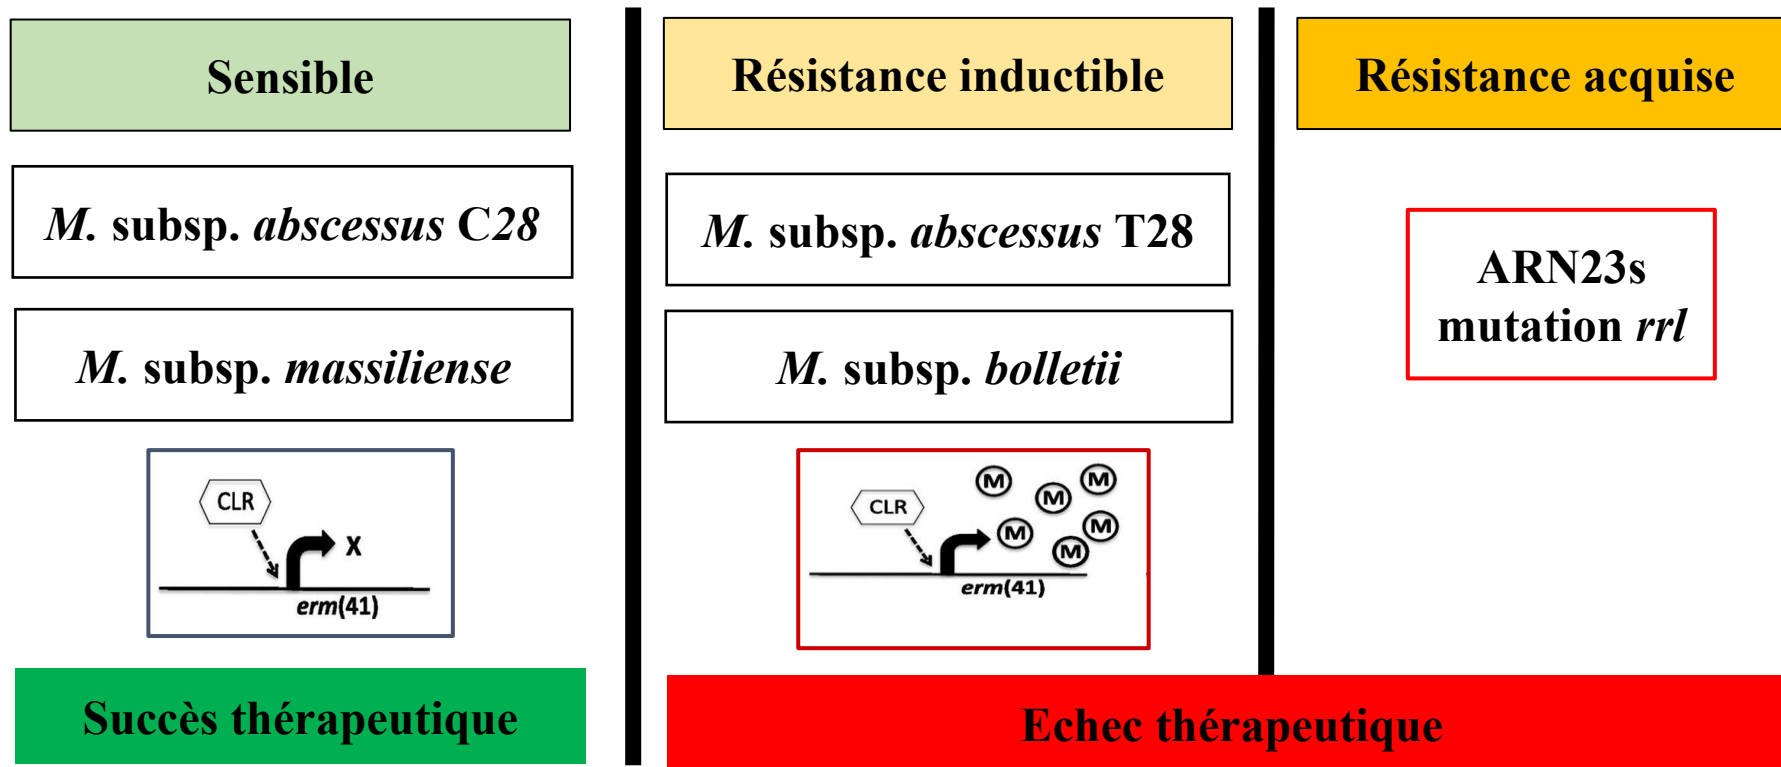 Sensible
M. subsp. abscessus C28
M. subsp. massiliense
CLR
X
erm(41)
Succès thérapeutique
Résistance inductible
M. subsp. abscessus T28
M. subsp. bolletii
CLR
M
M
M
M
M
M
erm(41)
Résistance acquise
ARN23s
mutation rrl
Echec thérapeutique